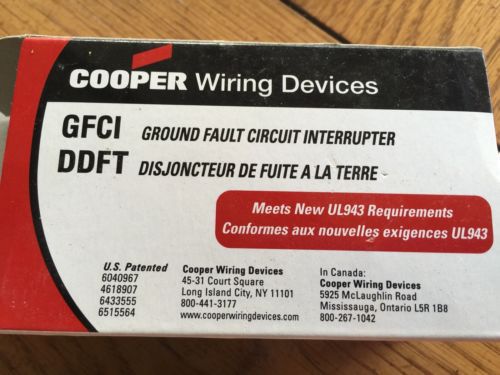 COOPER Wiring Devices
GFCI GROUND FAULT CIRCUIT INTERRUPTER
DDFT DISJONCTEUR DE FUITE A LA TERRE
Meets New UL943 Requirements
Conformes aux nouvelles exigences UL943
U.S. Patented
6040967
4618907
6433555
6515564
Cooper Wiring Devices
45-31 Court Square
Long Island City, NY 11101
800-441-3177
www.cooperwiringdevices.com
In Canada:
Cooper Wiring Devices
5925 McLaughlin Road
Mississauga, Ontario L5R 1B8
800-267-1042